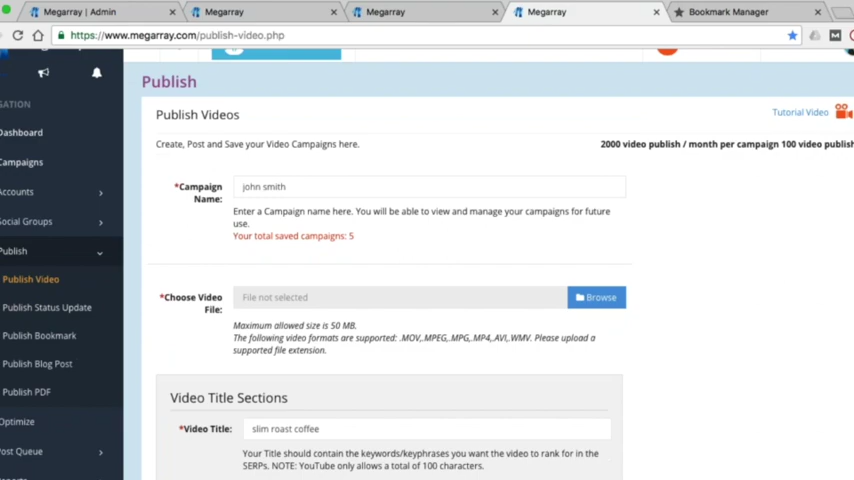 Megarray | Admin
Megarray
Megarray
Megarray
Bookmark Manager
https://www.megarray.com/publish-video.php
Publish
GATION
Dashboard
Campaigns
Accounts
Social Groups
Publish
Publish Video
Publish Status Update
Publish Bookmark
Publish Blog Post
Publish PDF
Optimize
Post Queue
Publish Videos
Tutorial Video
Create, Post and Save your Video Campaigns here.
2000 video publish / month per campaign 100 video publish
*Campaign Name:
john smith
Enter a Campaign name here. You will be able to view and manage your campaigns for future
use.
Your total saved campaigns: 5
*Choose Video File:
File not selected
Browse
Maximum allowed size is 50 MB.
The following video formats are supported: .MOV,.MPEG,.MPG,.MP4,.AVI,.WMV. Please upload a
supported file extension.
Video Title Sections
*Video Title:
slim roast coffee
Your Title should contain the keywords/keyphrases you want the video to rank for in the
SERPs. NOTE: YouTube only allows a total of 100 characters.